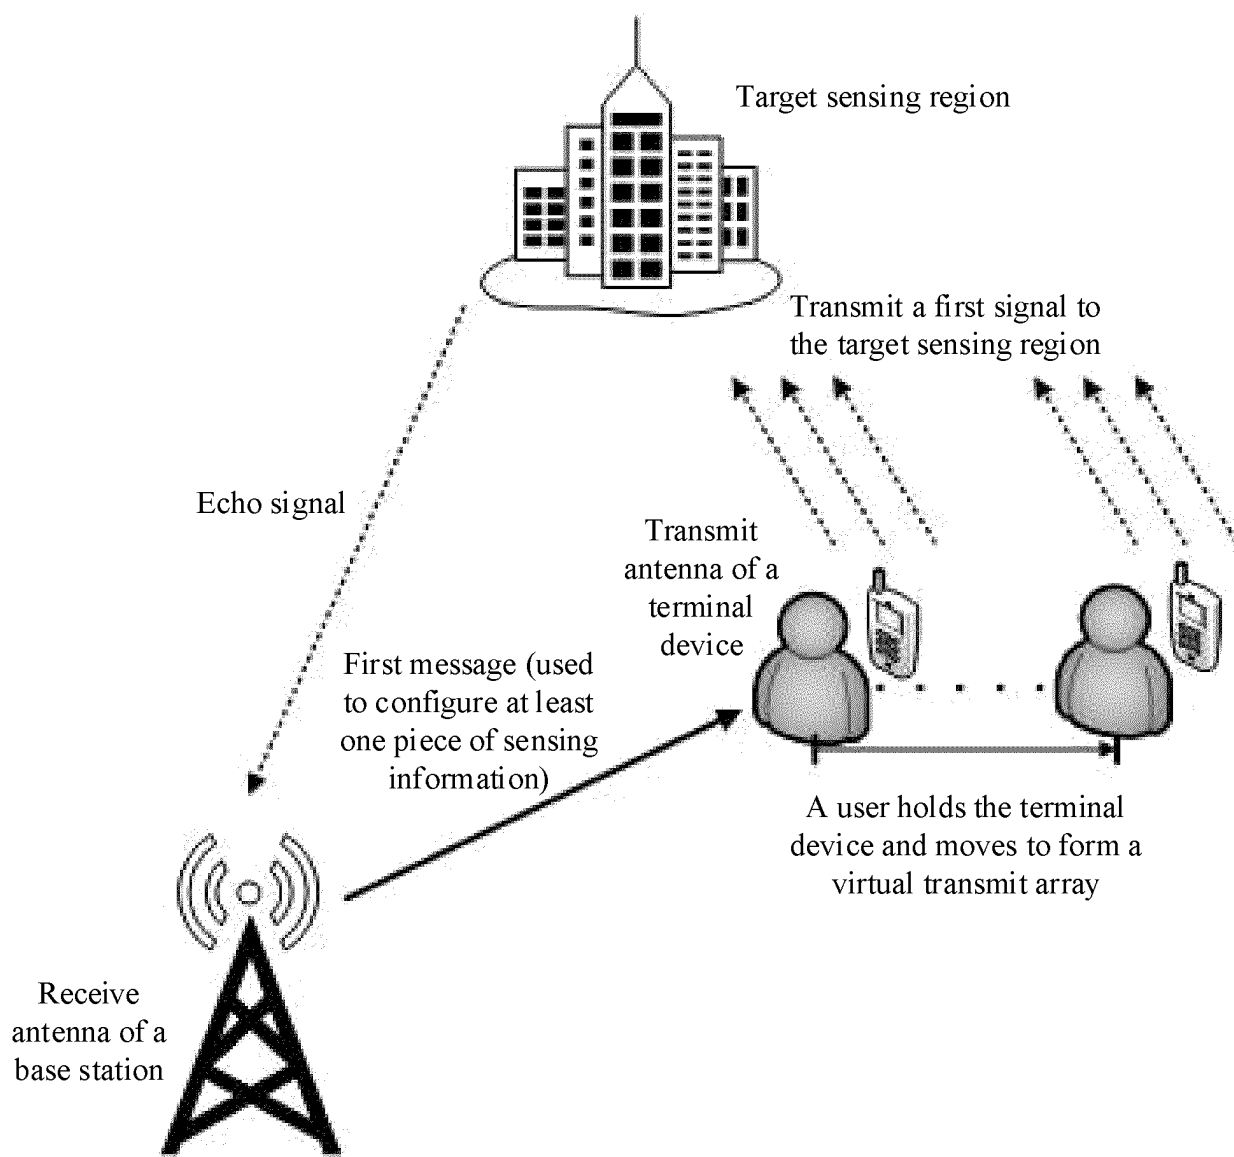 Target sensing region
Transmit a first signal to
the target sensing region
Echo signal
Transmit
antenna of a
terminal
device
First message (used
to configure at least
one piece of sensing
information)
A user holds the terminal
device and moves to form a
virtual transmit array
Receive
antenna of a
base station